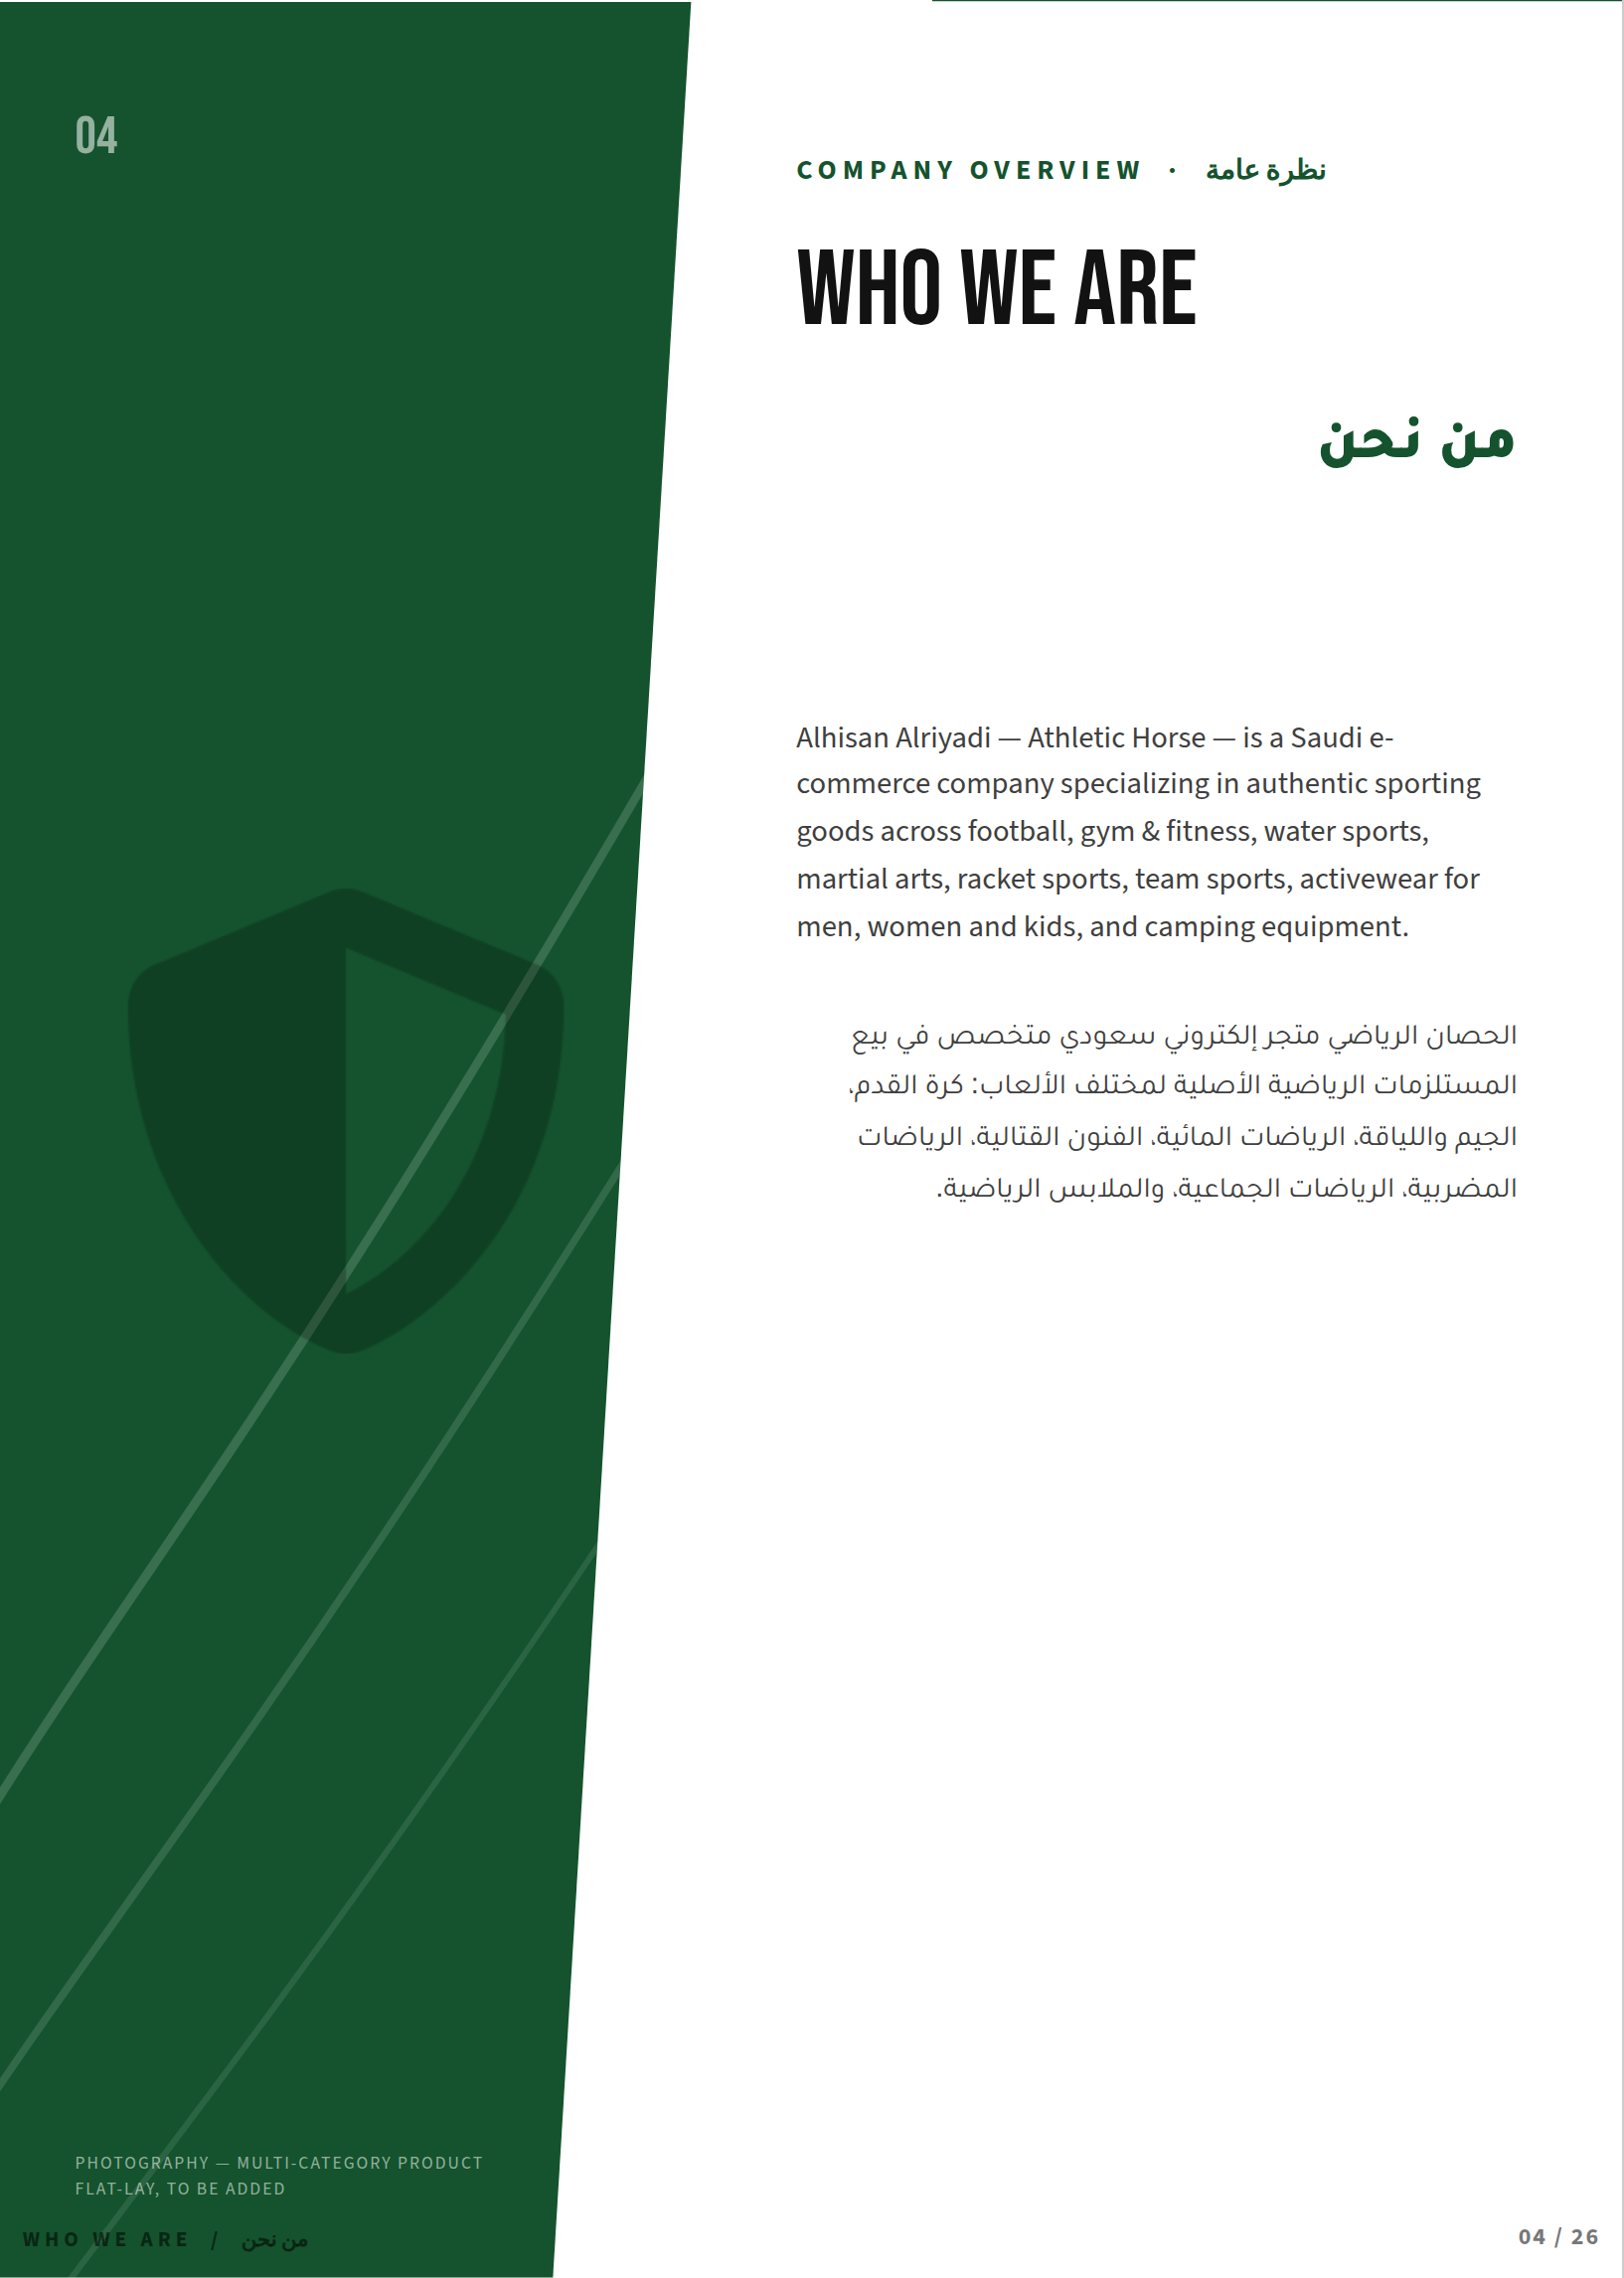 04
COMPANY OVERVIEW · نظرة عامة
WHO WE ARE
من نحن
Alhisan Alriyadi — Athletic Horse — is a Saudi e-
commerce company specializing in authentic sporting
goods across football, gym & fitness, water sports,
martial arts, racket sports, team sports, activewear for
men, women and kids, and camping equipment.
الحصان الرياضي متجر إلكتروني سعودي متخصص في بيع
المستلزمات الرياضية الأصلية لمختلف الألعاب: كرة القدم،
الجيم واللياقة، الرياضات المائية، الفنون القتالية، الرياضات
المضربية، الرياضات الجماعية، والملابس الرياضية.
PHOTOGRAPHY — MULTI-CATEGORY PRODUCT
FLAT-LAY, TO BE ADDED
WHO WE ARE / من نحن
04 / 26